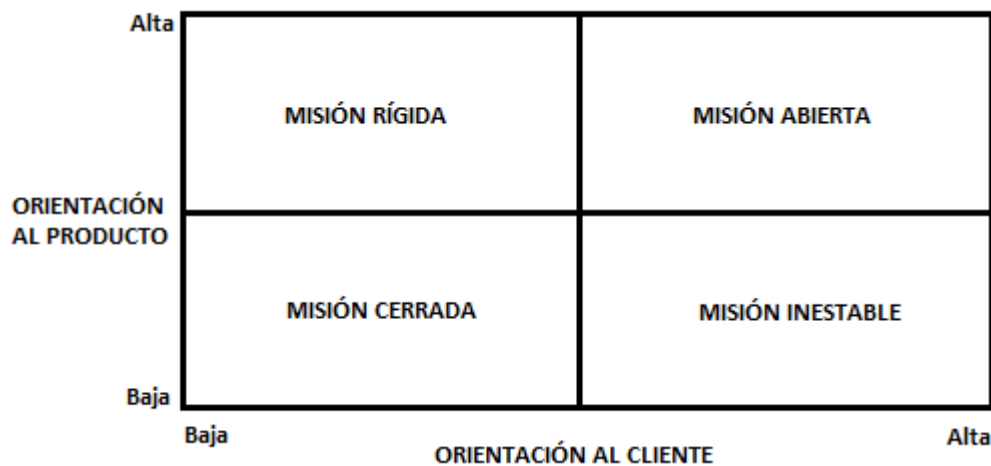 Alta
MISIÓN RÍGIDA
MISIÓN ABIERTA
ORIENTACIÓN
AL PRODUCTO
MISIÓN CERRADA
MISIÓN INESTABLE
Baja
Baja
ORIENTACIÓN AL CLIENTE
Alta